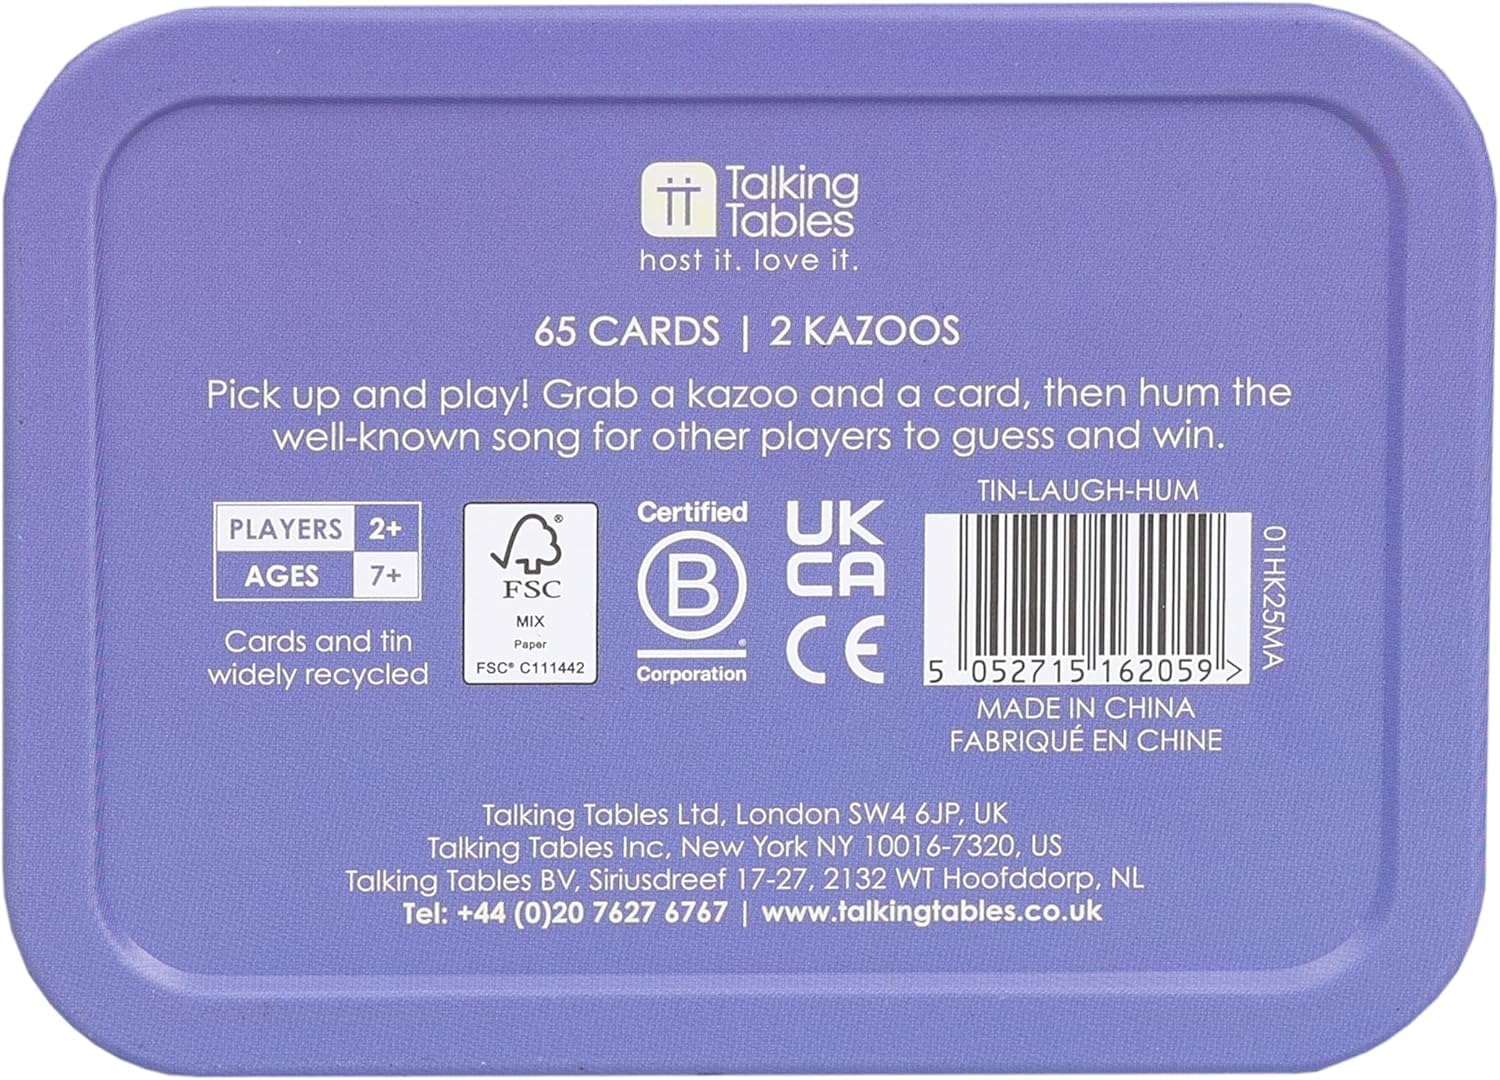 Talking
Tables
host it. love it.
65 CARDS | 2 KAZOOS
Pick up and play! Grab a kazoo and a card, then hum the
well-known song for other players to guess and win.
PLAYERS 2+
AGES 7+
Cards and tin
widely recycled
FSC®
MIX
Paper
FSC® C111442
Certified
B
®
Corporation
UK
CA
CE
TIN-LAUGH-HUM
5 052715 162059 >
01HK25MA
MADE IN CHINA
FABRIQUÉ EN CHINE
Talking Tables Ltd, London SW4 6JP, UK
Talking Tables Inc, New York NY 10016-7320, US
Talking Tables BV, Siriusdreef 17-27, 2132 WT Hoofddorp, NL
Tel: +44 (0)20 7627 6767 | www.talkingtables.co.uk